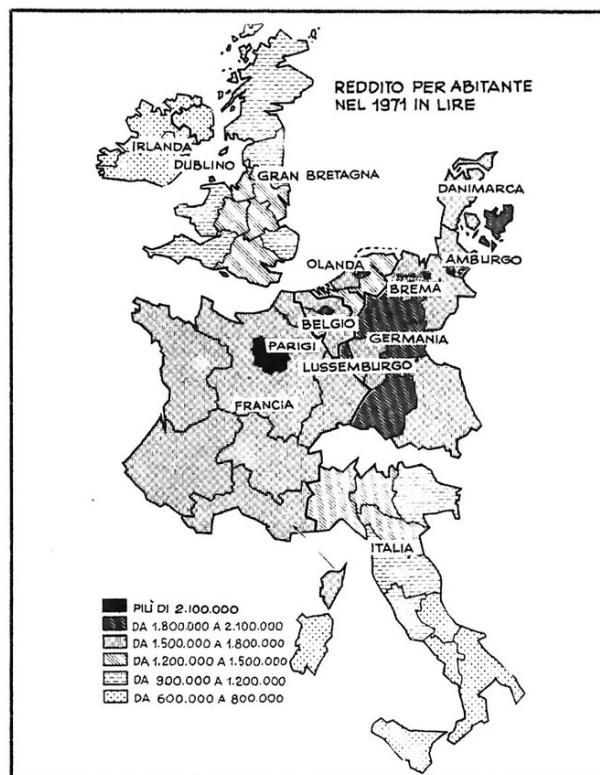 REDDITO PER ABITANTE
NEL 1971 IN LIRE
IRLANDA
DUBLINO
GRAN BRETAGNA
DANIMARCA
OLANDA
AMBURGO
BREMA
BELGIO
PARIGI
GERMANIA
LUSSEMBURGO
FRANCIA
ITALIA
PIÙ DI 2.100.000
DA 1.800.000 A 2.100.000
DA 1.500.000 A 1.800.000
DA 1.200.000 A 1.500.000
DA 900.000 A 1.200.000
DA 600.000 A 800.000